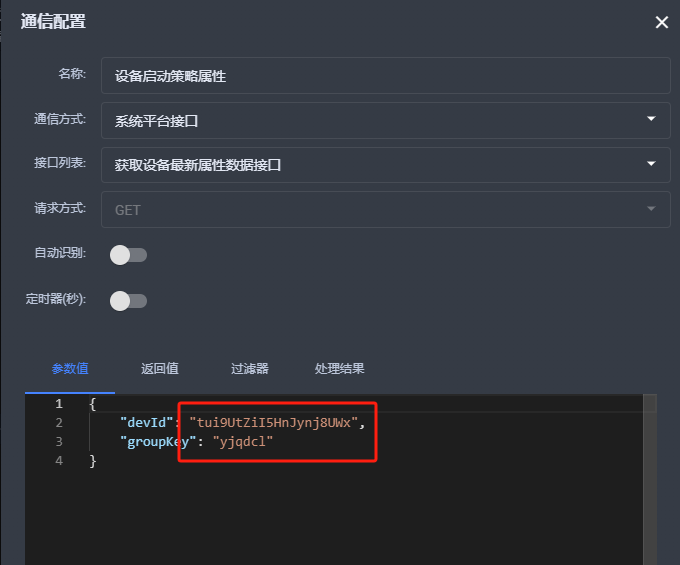 通信配置
名称: 设备启动策略属性
通信方式: 系统平台接口
接口列表: 获取设备最新属性数据接口
请求方式: GET
自动识别:
定时器(秒):
参数值 返回值 过滤器 处理结果
1 {
2 "devId": "tui9UtZiI5HnJynj8UWx",
3 "groupKey": "yjqdcl"
4 }